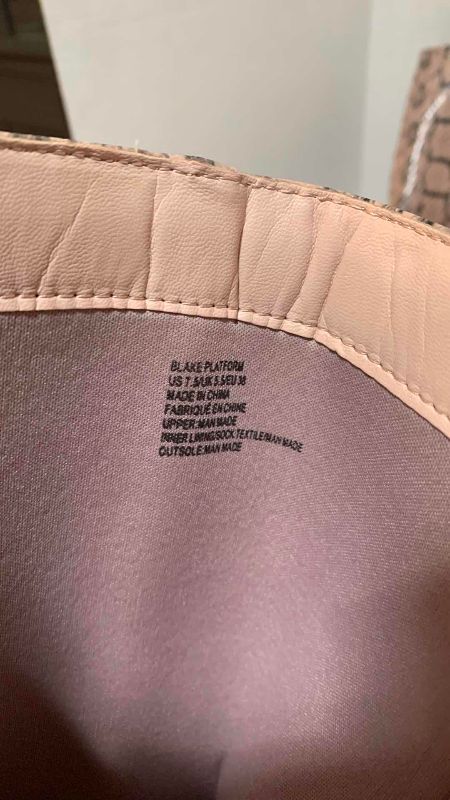 BLAKE PLATFORM
US 7.5/UK 5.5/EU 38
MADE IN CHINA
FABRIQUÉ EN CHINE
UPPER:MAN MADE
INNER LINING/SOCK:TEXTILE/MAN MADE
OUTSOLE:MAN MADE